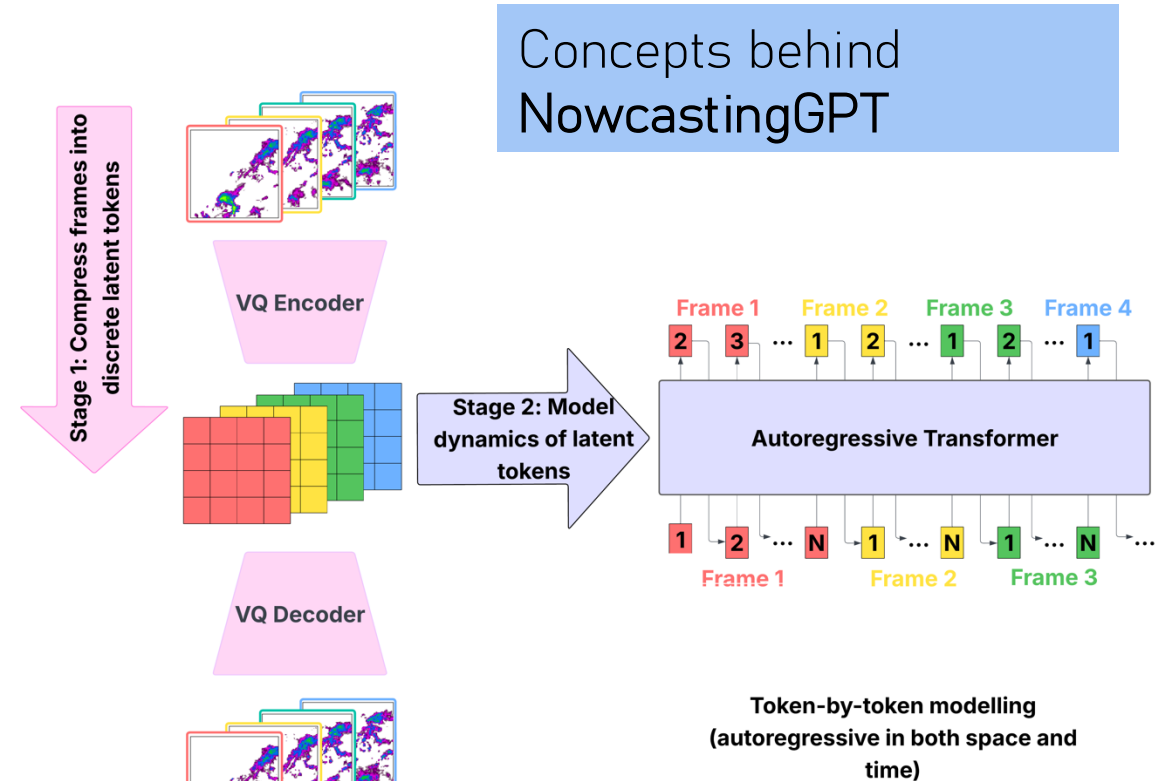 Concepts behind
NowcastingGPT
Stage 1: Compress frames into
discrete latent tokens
VQ Encoder
Stage 2: Model
dynamics of latent
tokens
VQ Decoder
Frame 1 Frame 2 Frame 3 Frame 4
2 3 ... 1 2 ... 1 2 ... 1
Autoregressive Transformer
1 2 ... N 1 ... N 1 ... N ...
Frame 1 Frame 2 Frame 3
Token-by-token modelling
(autoregressive in both space and
time)